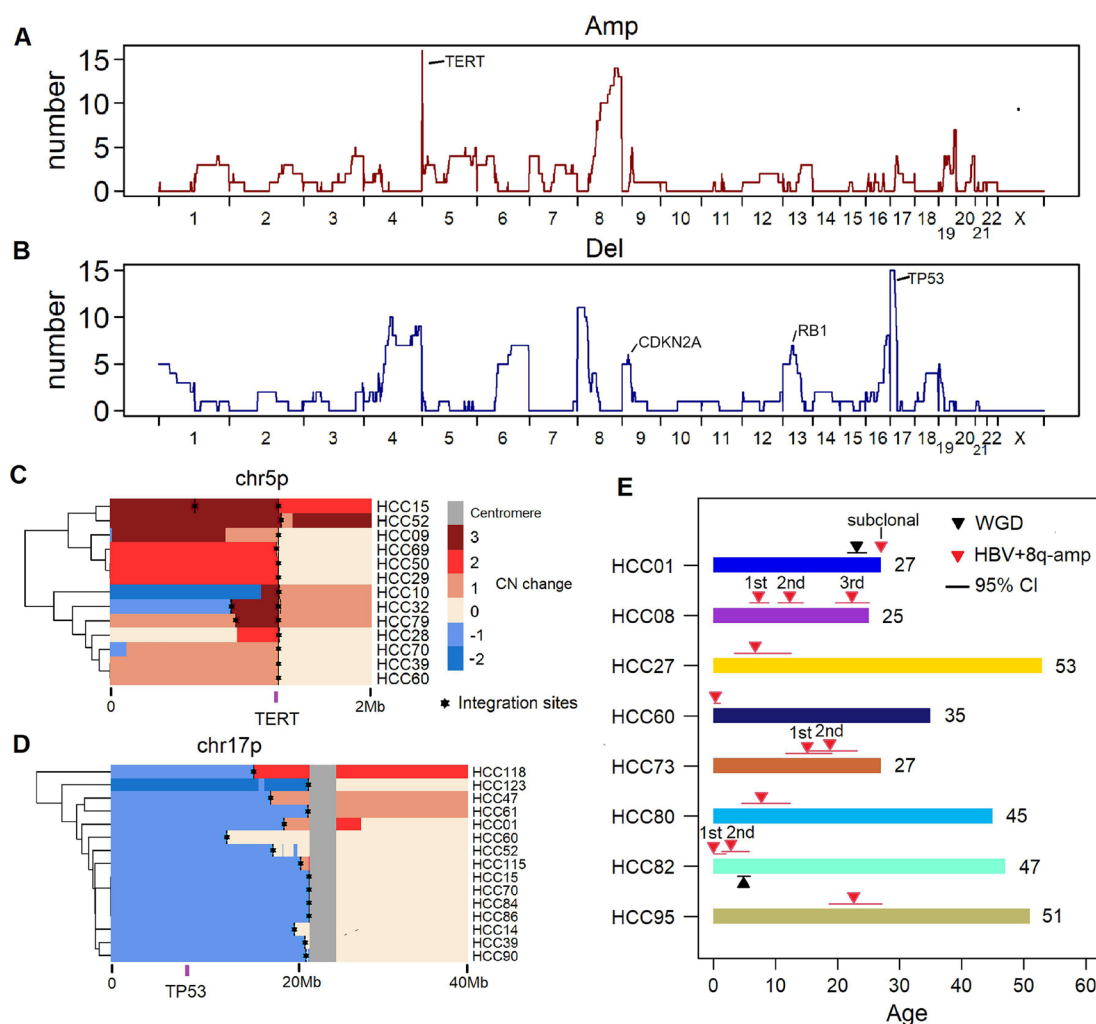 A
Amp
number
15
10
5
0
TERT
1 2 3 4 5 6 7 8 9 10 11 12 13 14 15 16 17 18 19 20 21 22 X
B
Del
number
15
10
5
0
CDKN2A
RB1
TP53
1 2 3 4 5 6 7 8 9 10 11 12 13 14 15 16 17 18 19 20 21 22 X
C
chr5p
HCC15
HCC52
HCC09
HCC69
HCC50
HCC29
HCC10
HCC32
HCC79
HCC28
HCC70
HCC39
HCC60
0
2Mb
TERT
Centromere
3
2
1
0
-1
-2
CN change
Integration sites
D
chr17p
HCC118
HCC123
HCC47
HCC61
HCC01
HCC60
HCC52
HCC115
HCC15
HCC70
HCC84
HCC86
HCC14
HCC39
HCC90
0
20Mb
40Mb
TP53
E
WGD
HBV+8q-amp
95% CI
subclonal
HCC01
27
1st 2nd 3rd
HCC08
25
HCC27
53
HCC60
35
1st 2nd
HCC73
27
HCC80
45
1st 2nd
HCC82
47
HCC95
51
0 10 20 30 40 50 60
Age